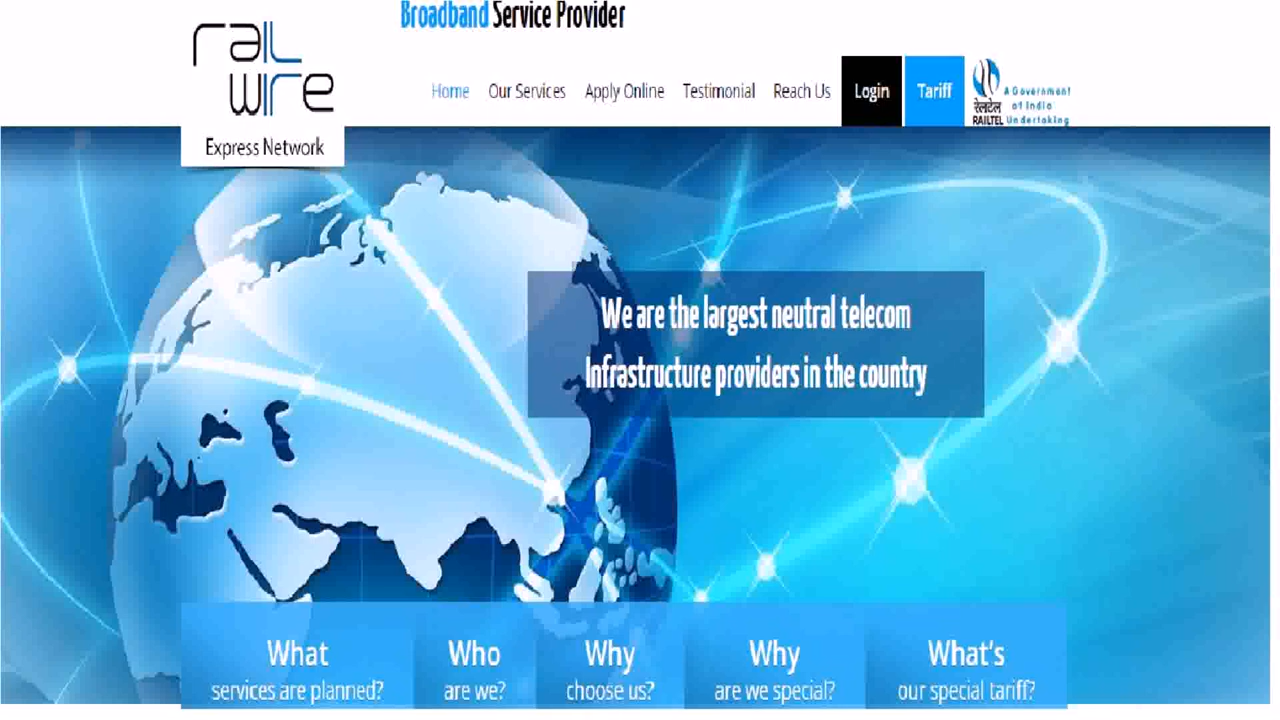 Broadband Service Provider
rail
wire
Express Network
Home Our Services Apply Online Testimonial Reach Us Login Tariff
रेलटेल
RAILTEL
A Government
of India
Undertaking
We are the largest neutral telecom
Infrastructure providers in the country
What
services are planned?
Who
are we?
Why
choose us?
Why
are we special?
What's
our special tariff?